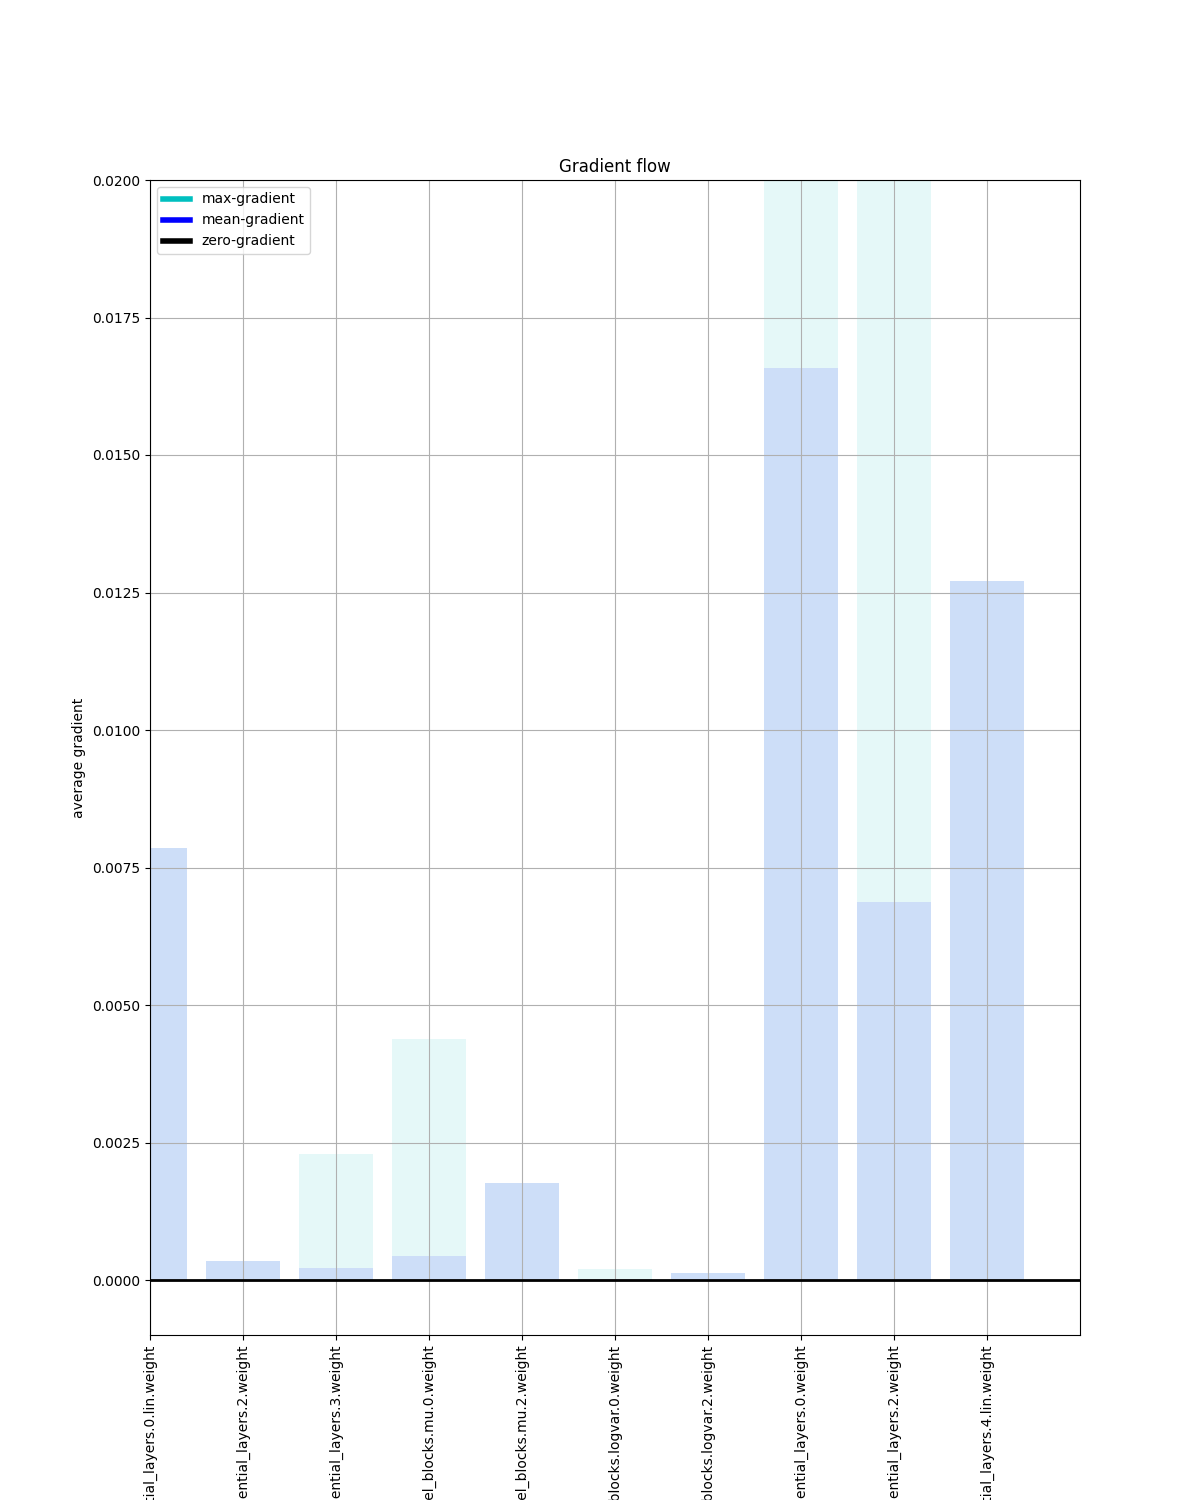 Gradient flow
max-gradient
mean-gradient
zero-gradient
0.0200
0.0175
0.0150
0.0125
0.0100
0.0075
0.0050
0.0025
0.0000
average gradient
tial_layers.0.lin.weight
ential_layers.2.weight
ential_layers.3.weight
el_blocks.mu.0.weight
el_blocks.mu.2.weight
blocks.logvar.0.weight
blocks.logvar.2.weight
ential_layers.0.weight
ential_layers.2.weight
tial_layers.4.lin.weight